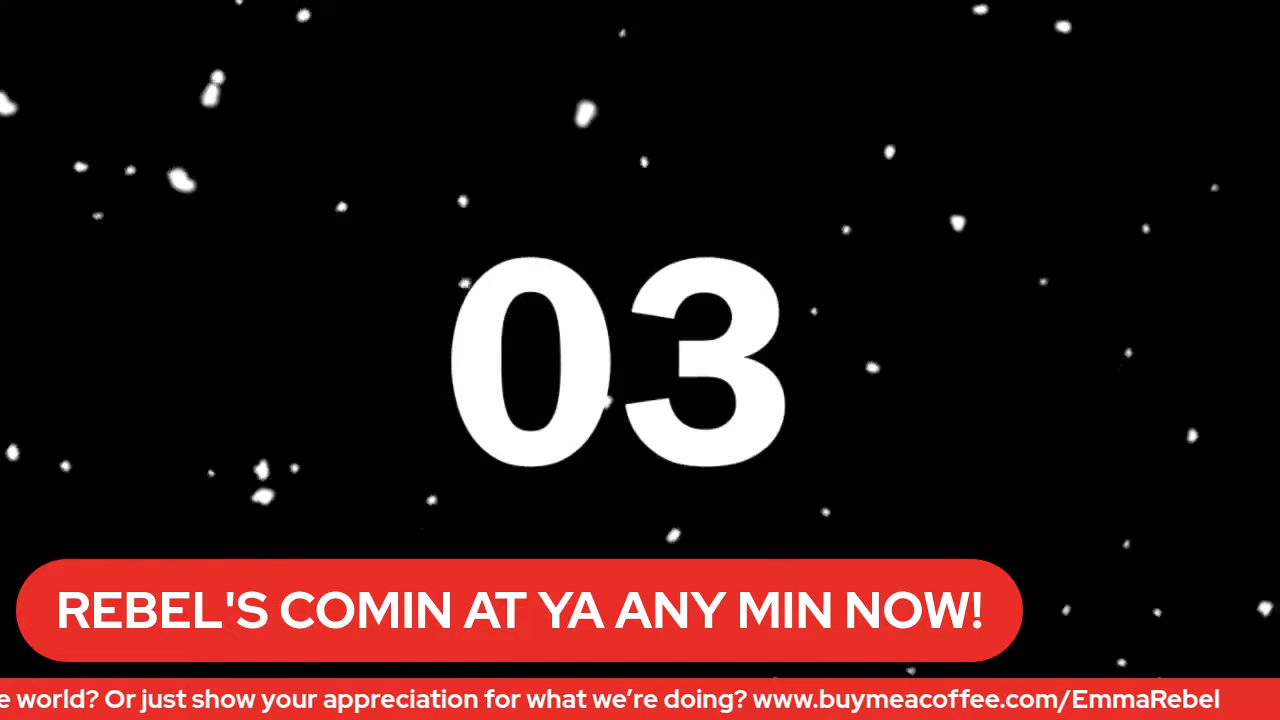 03
REBEL'S COMIN AT YA ANY MIN NOW!
e world? Or just show your appreciation for what we’re doing? www.buymeacoffee.com/EmmaRebel